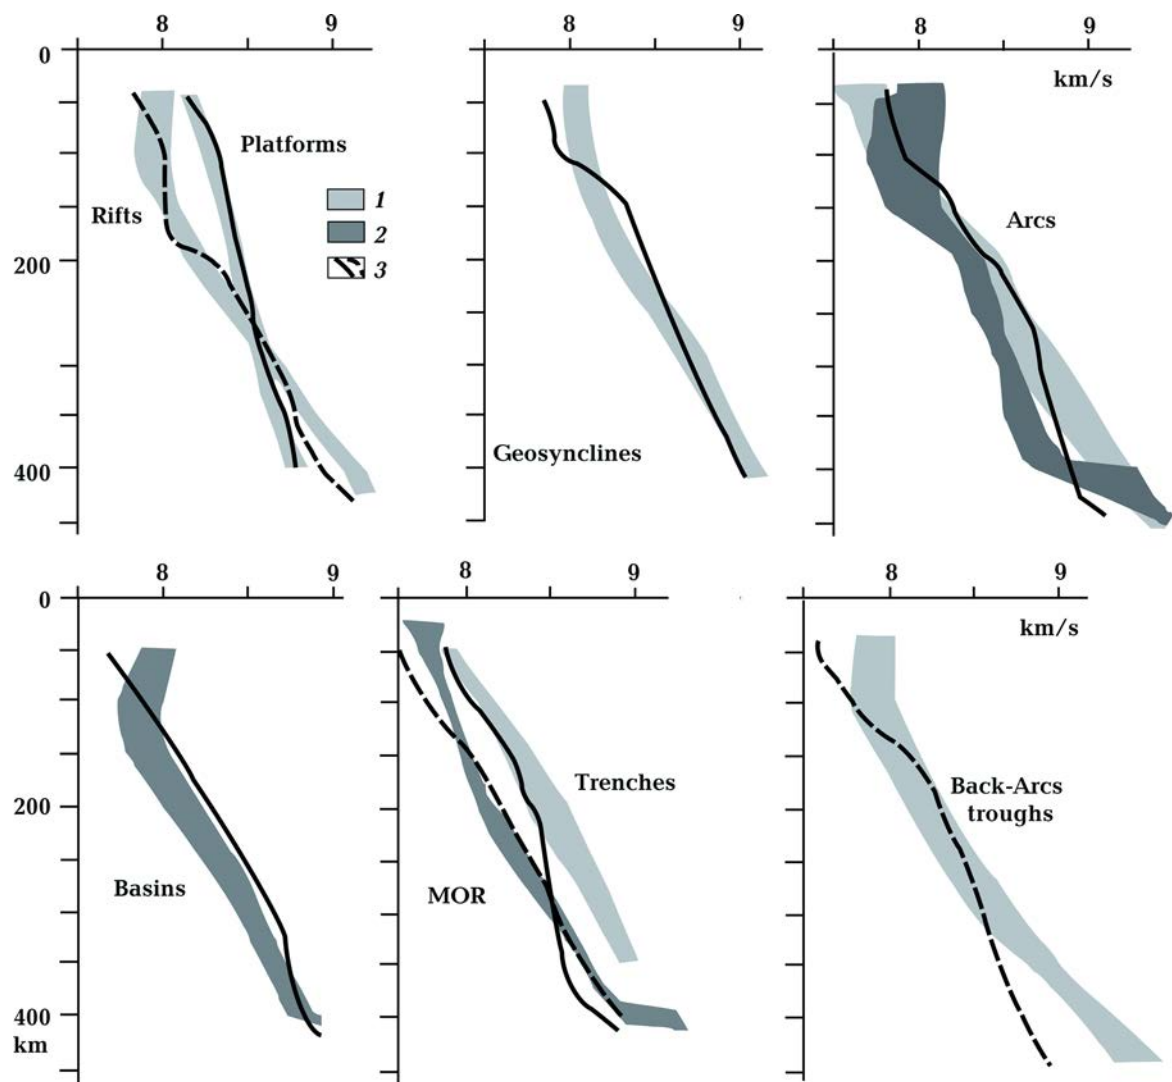 8 9
8 9
8 9
0
km/s
Platforms
1
Rifts
2
Arcs
200
3
Geosynclines
400
8 9
8 9
8 9
0
km/s
Trenches
Back-Arcs
troughs
200
Basins
MOR
400
km